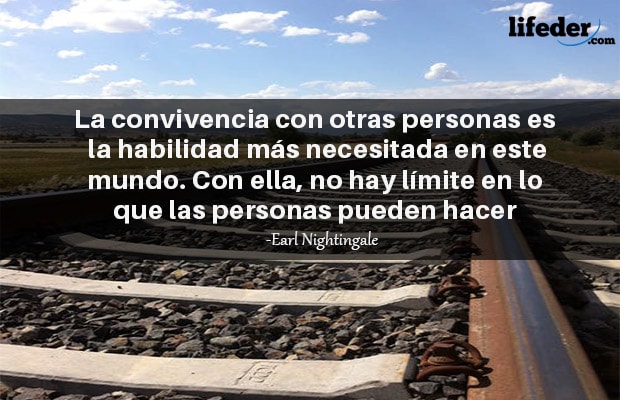 lifeder
.com
La convivencia con otras personas es
la habilidad más necesitada en este
mundo. Con ella, no hay límite en lo
que las personas pueden hacer
-Earl Nightingale